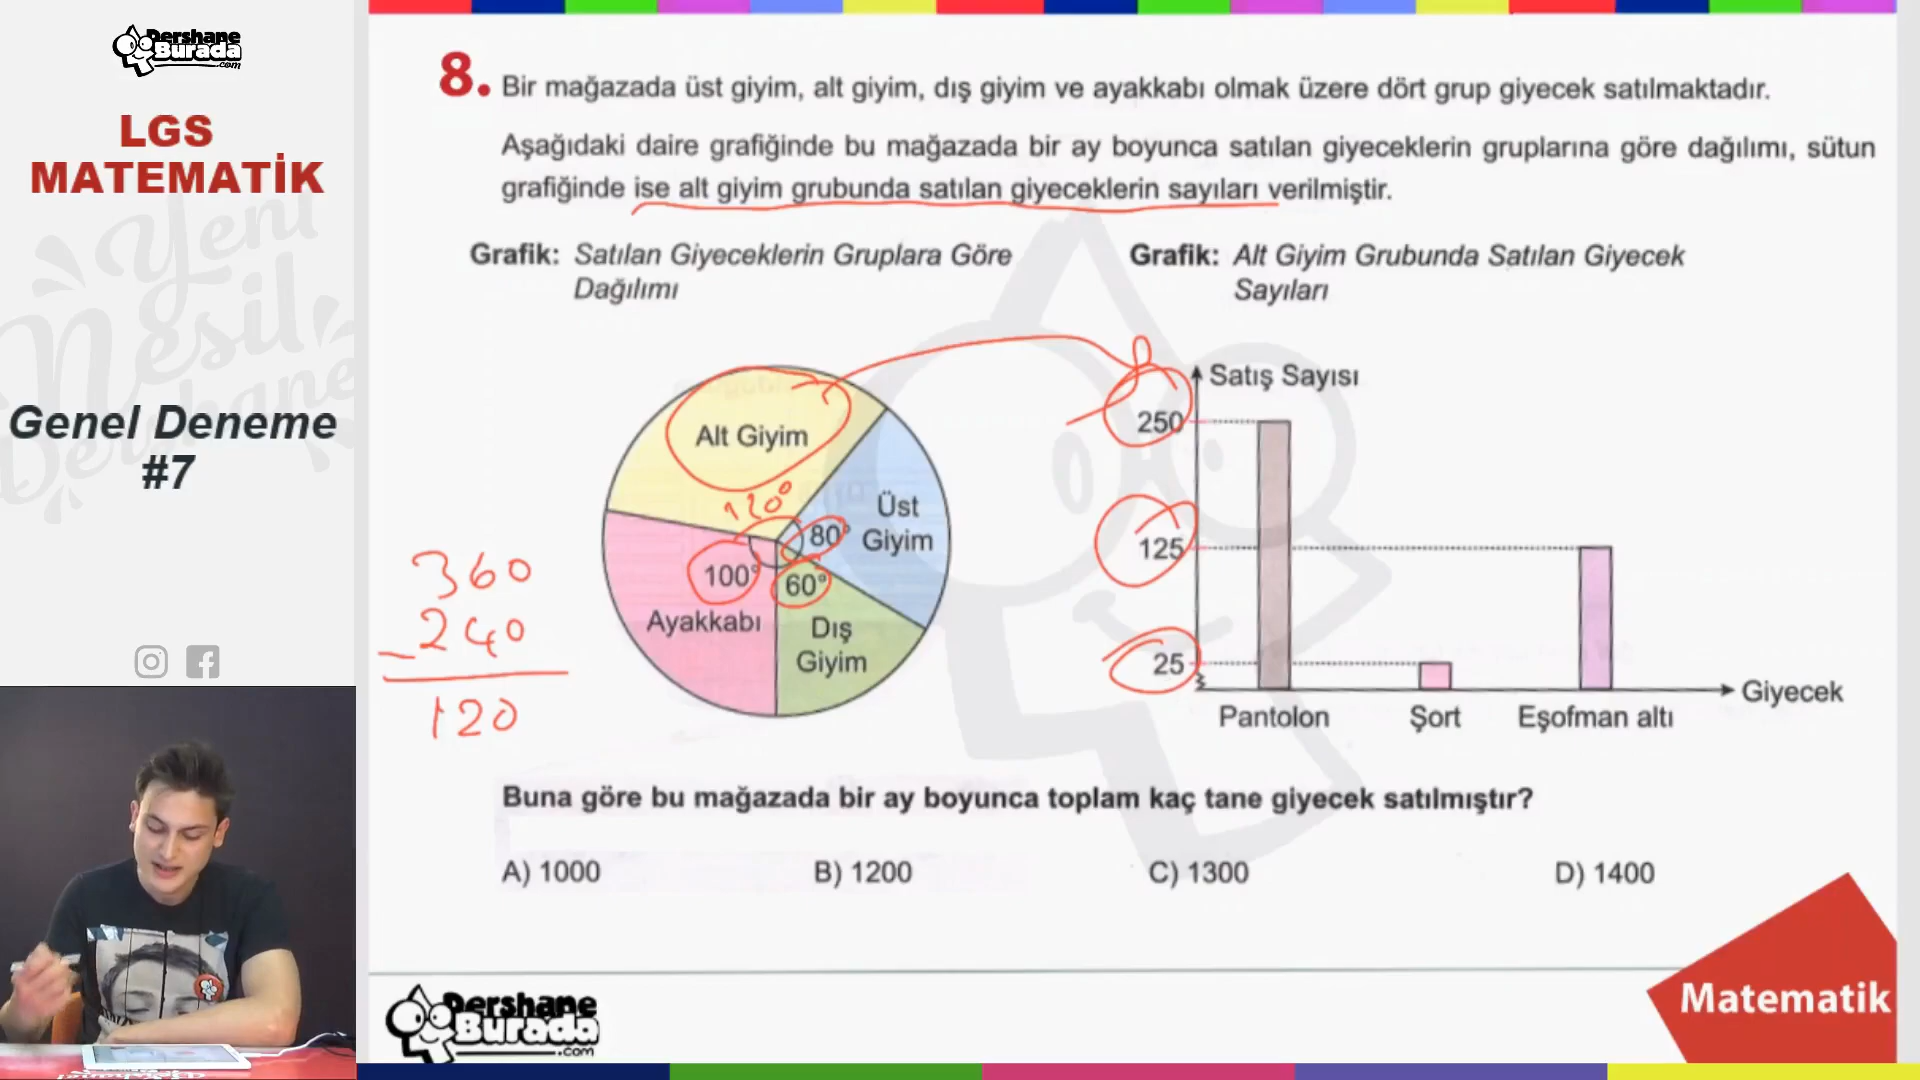 Dershane
Burada
.com
LGS
MATEMATİK
Yeni
Nesil
Dershane
Genel Deneme
#7
8. Bir mağazada üst giyim, alt giyim, dış giyim ve ayakkabı olmak üzere dört grup giyecek satılmaktadır.
Aşağıdaki daire grafiğinde bu mağazada bir ay boyunca satılan giyeceklerin gruplarına göre dağılımı, sütun
grafiğinde ise alt giyim grubunda satılan giyeceklerin sayıları verilmiştir.
Grafik: Satılan Giyeceklerin Gruplara Göre
Dağılımı
Grafik: Alt Giyim Grubunda Satılan Giyecek
Sayıları
Alt Giyim
120°
Üst
Giyim
80°
100°
60°
Ayakkabı
Dış
Giyim
360
- 240
120
Satış Sayısı
250
125
25
Giyecek
Pantolon Şort Eşofman altı
Buna göre bu mağazada bir ay boyunca toplam kaç tane giyecek satılmıştır?
A) 1000 B) 1200 C) 1300 D) 1400
Dershane
Burada
.com
Matematik